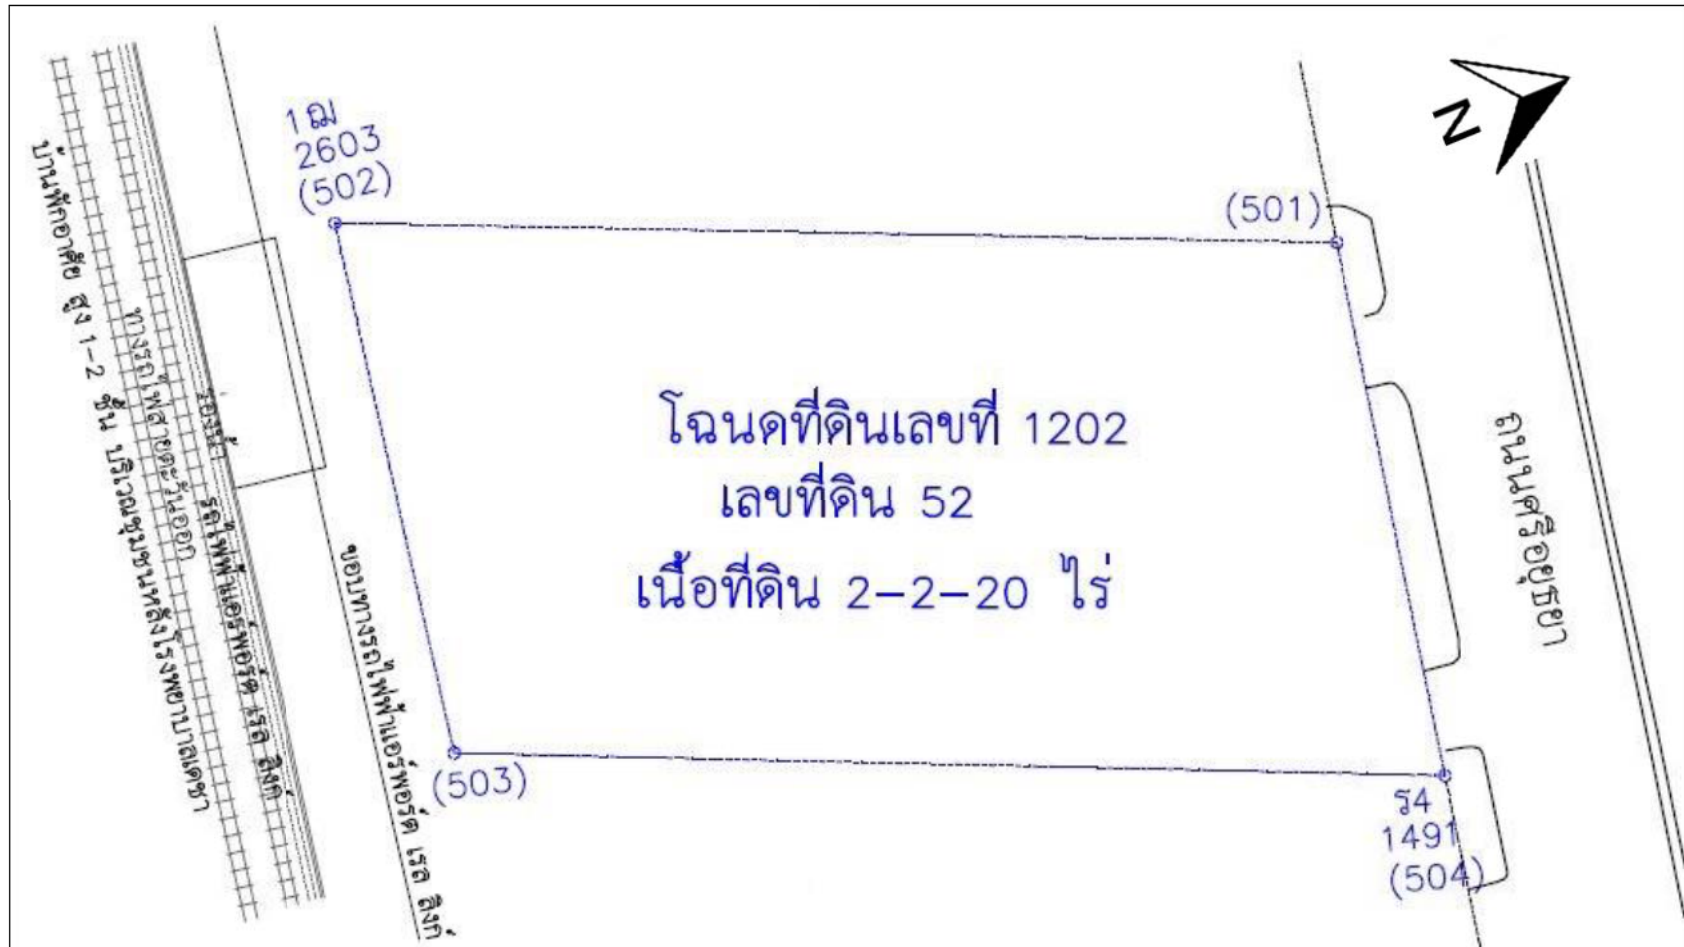 1ฌ
2603
(502)
(501)
N
บ้านพักอาศัย สูง 1-2 ชั้น บริเวณชุมชนหลังโรงพยาบาลเดชา
ทางรถไฟสายตะวันออก
รางน้ำ
รถไฟฟ้าแอร์พอร์ต เรล ลิงก์
ขอบทางรถไฟฟ้าแอร์พอร์ต เรล ลิงก์
โฉนดที่ดินเลขที่ 1202
เลขที่ดิน 52
เนื้อที่ดิน 2-2-20 ไร่
ถนนศรีอยุธยา
(503)
ร4
1491
(504)